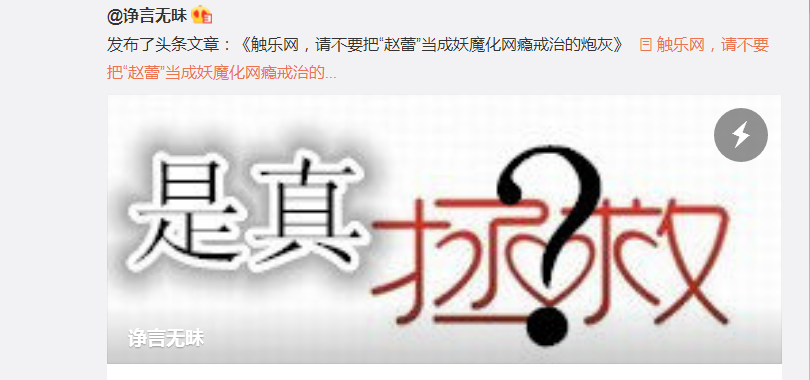 @诤言无昧
发布了头条文章：《触乐网，请不要把“赵蕾”当成妖魔化网瘾戒治的炮灰》 触乐网，请不要
把“赵蕾”当成妖魔化网瘾戒治的...
是真拯救?
诤言无昧